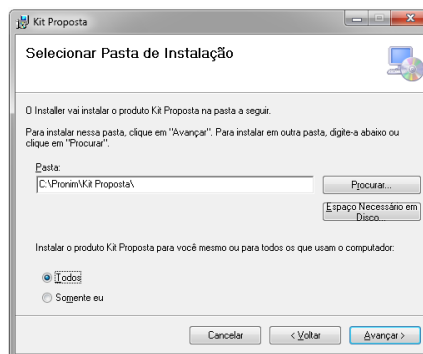 Kit Proposta
Selecionar Pasta de Instalação
O Installer vai instalar o produto Kit Proposta na pasta a seguir.
Para instalar nessa pasta, clique em "Avançar". Para instalar em outra pasta, digite-a abaixo ou
clique em "Procurar".
Pasta:
C:\Pronim\Kit Proposta\
Procurar...
Espaço Necessário em
Disco...
Instalar o produto Kit Proposta para você mesmo ou para todos os que usam o computador:
Todos
Somente eu
Cancelar
< Voltar
Avançar >